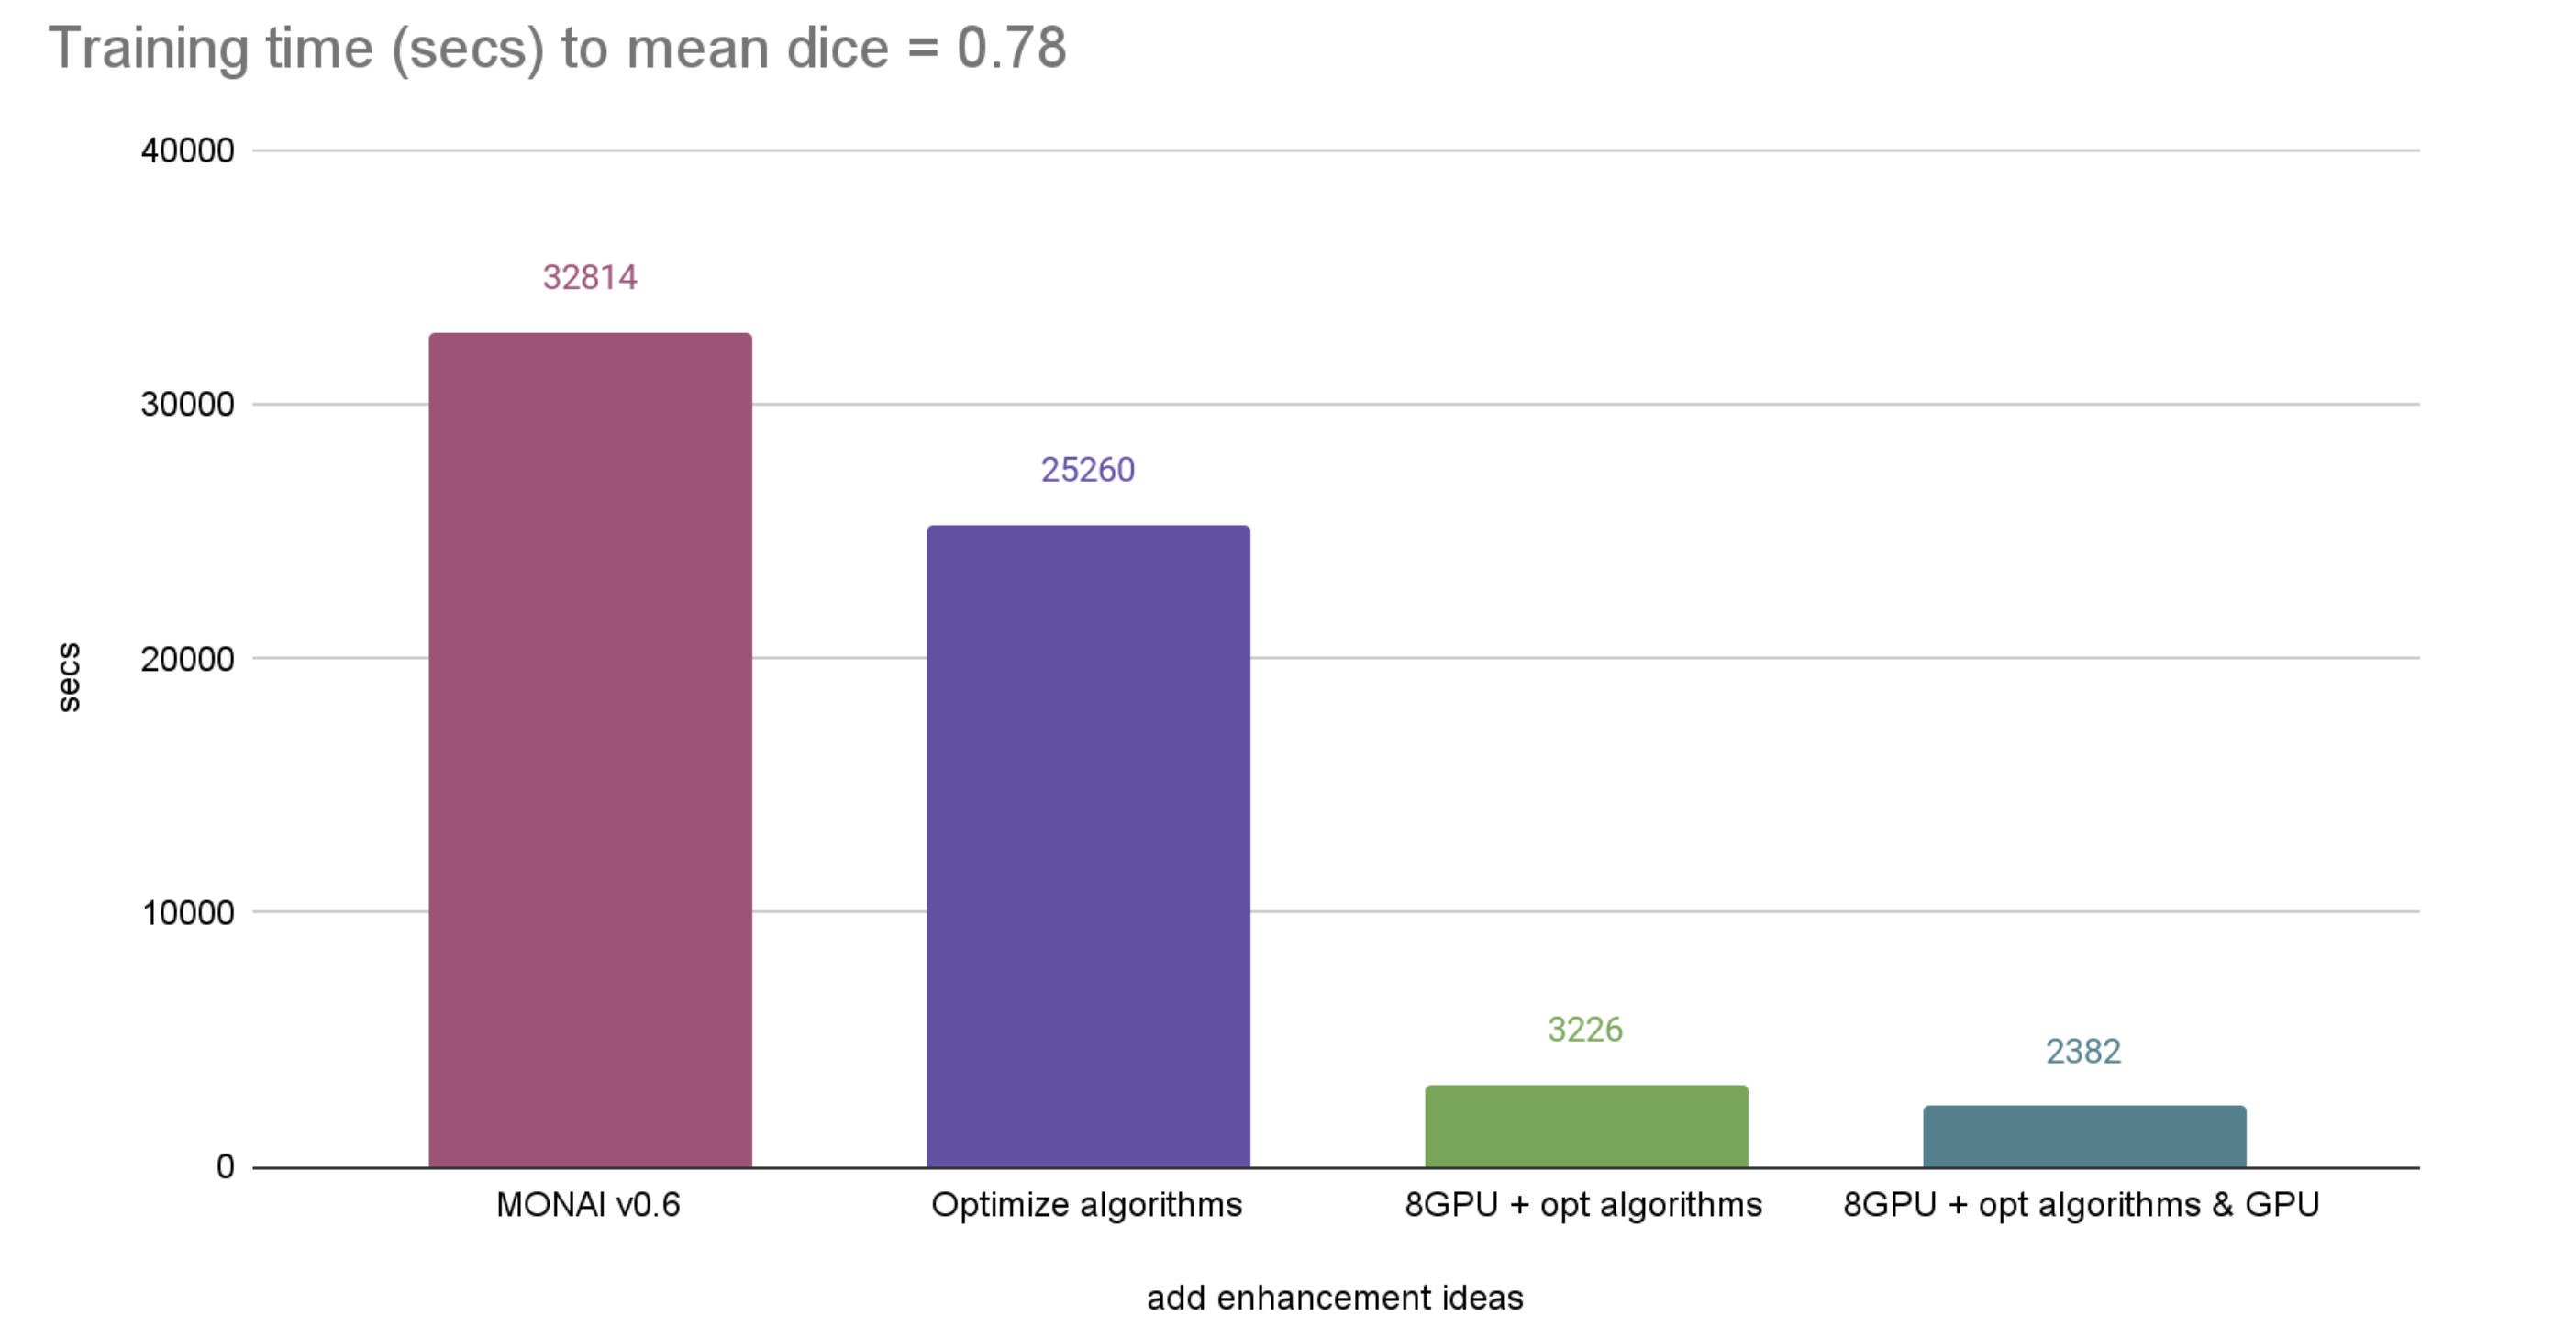 Training time (secs) to mean dice = 0.78
40000
32814
30000
25260
20000
secs
10000
3226
2382
0
MONAI v0.6
Optimize algorithms
8GPU + opt algorithms
8GPU + opt algorithms & GPU
add enhancement ideas